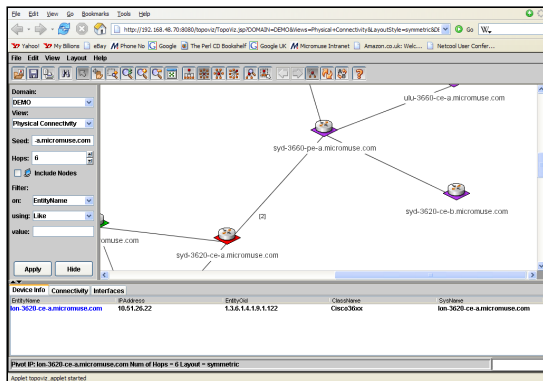 File Edit View Go Bookmarks Tools Help
http://192.168.48.70:8080/topoviz/TopoViz.jsp?DOMAIN=DEMO&Views=Physical+Connectivity&LayoutStyle=symmetric&DI Go
Yahoo! My Billions eBay Phone No Google The Perl CD Bookshelf Google UK Micromuse Intranet Amazon.co.uk: Welc... Netcool User Confer...
File Edit View Layout Help
Domain:
DEMO
View:
Physical Connectivity
Seed: -a.micromuse.com
Hops: 6
Include Nodes
Filter:
on: EntityName
using: Like
value:
Apply Hide
ulu-3660-ce-a.micromuse.com
syd-3660-pe-a.micromuse.com
syd-3620-ce-b.micromuse.com
[2]
omuse.com
syd-3620-ce-a.micromuse.com
Device Info Connectivity Interfaces
EntityName IPAddress EntityOid ClassName SysName
lon-3620-ce-a.micromuse.com 10.51.26.22 1.3.6.1.4.1.9.1.122 Cisco36xx lon-3620-ce-a.micromuse.com
Pivot IP: lon-3620-ce-a.micromuse.com Num of Hops = 6 Layout = symmetric
Applet topoviz_applet started